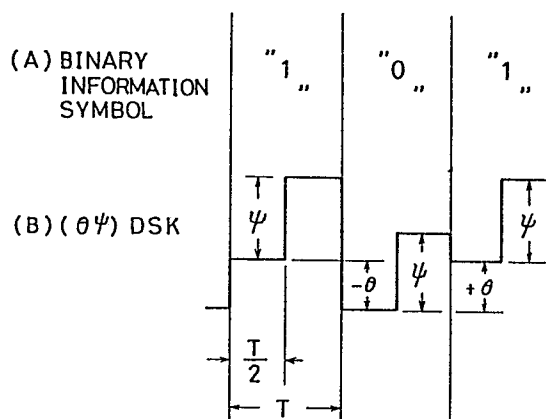 (A) BINARY INFORMATION SYMBOL
"1„
"0„
"1„
(B) (θψ) DSK
ψ
-θ
ψ
+θ
ψ
T/2
T